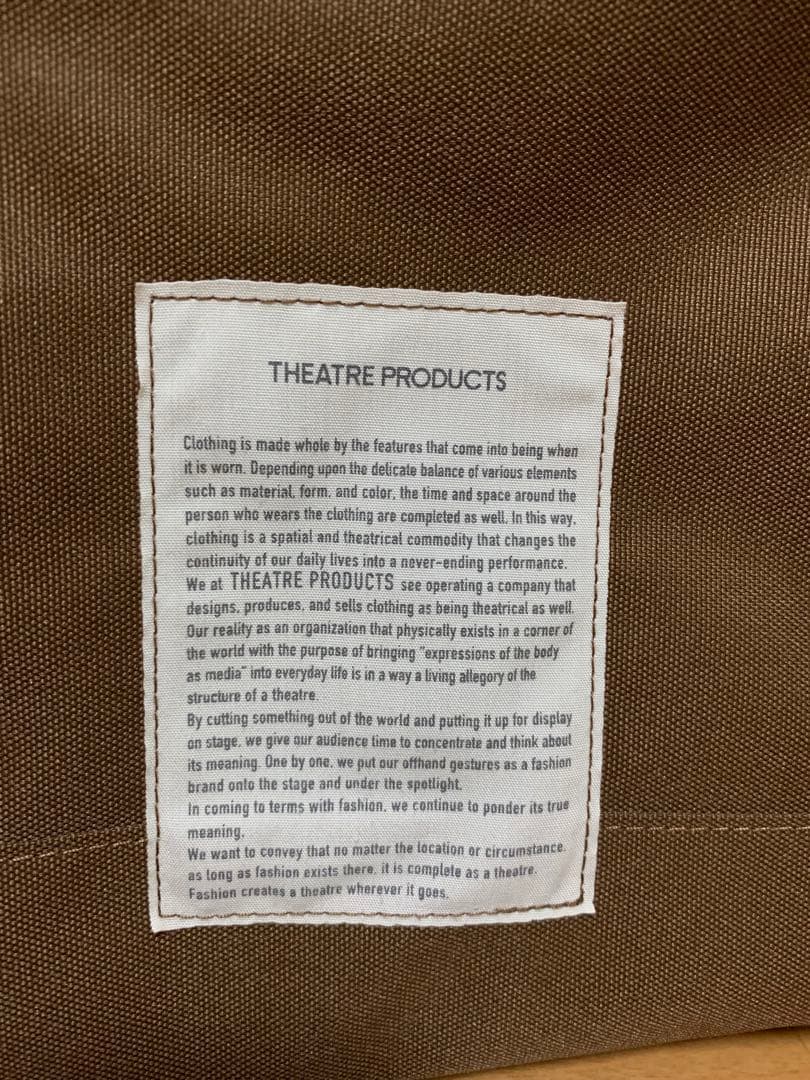 THEATRE PRODUCTS
Clothing is made whole by the features that come into being when
it is worn. Depending upon the delicate balance of various elements
such as material, form, and color, the time and space around the
person who wears the clothing are completed as well. In this way,
clothing is a spatial and theatrical commodity that changes the
continuity of our daily lives into a never-ending performance.
We at THEATRE PRODUCTS see operating a company that
designs, produces, and sells clothing as being theatrical as well.
Our reality as an organization that physically exists in a corner of
the world with the purpose of bringing "expressions of the body
as media" into everyday life is in a way a living allegory of the
structure of a theatre.
By cutting something out of the world and putting it up for display
on stage, we give our audience time to concentrate and think about
its meaning. One by one, we put our offhand gestures as a fashion
brand onto the stage and under the spotlight.
In coming to terms with fashion, we continue to ponder its true
meaning.
We want to convey that no matter the location or circumstance,
as long as fashion exists there, it is complete as a theatre.
Fashion creates a theatre wherever it goes.